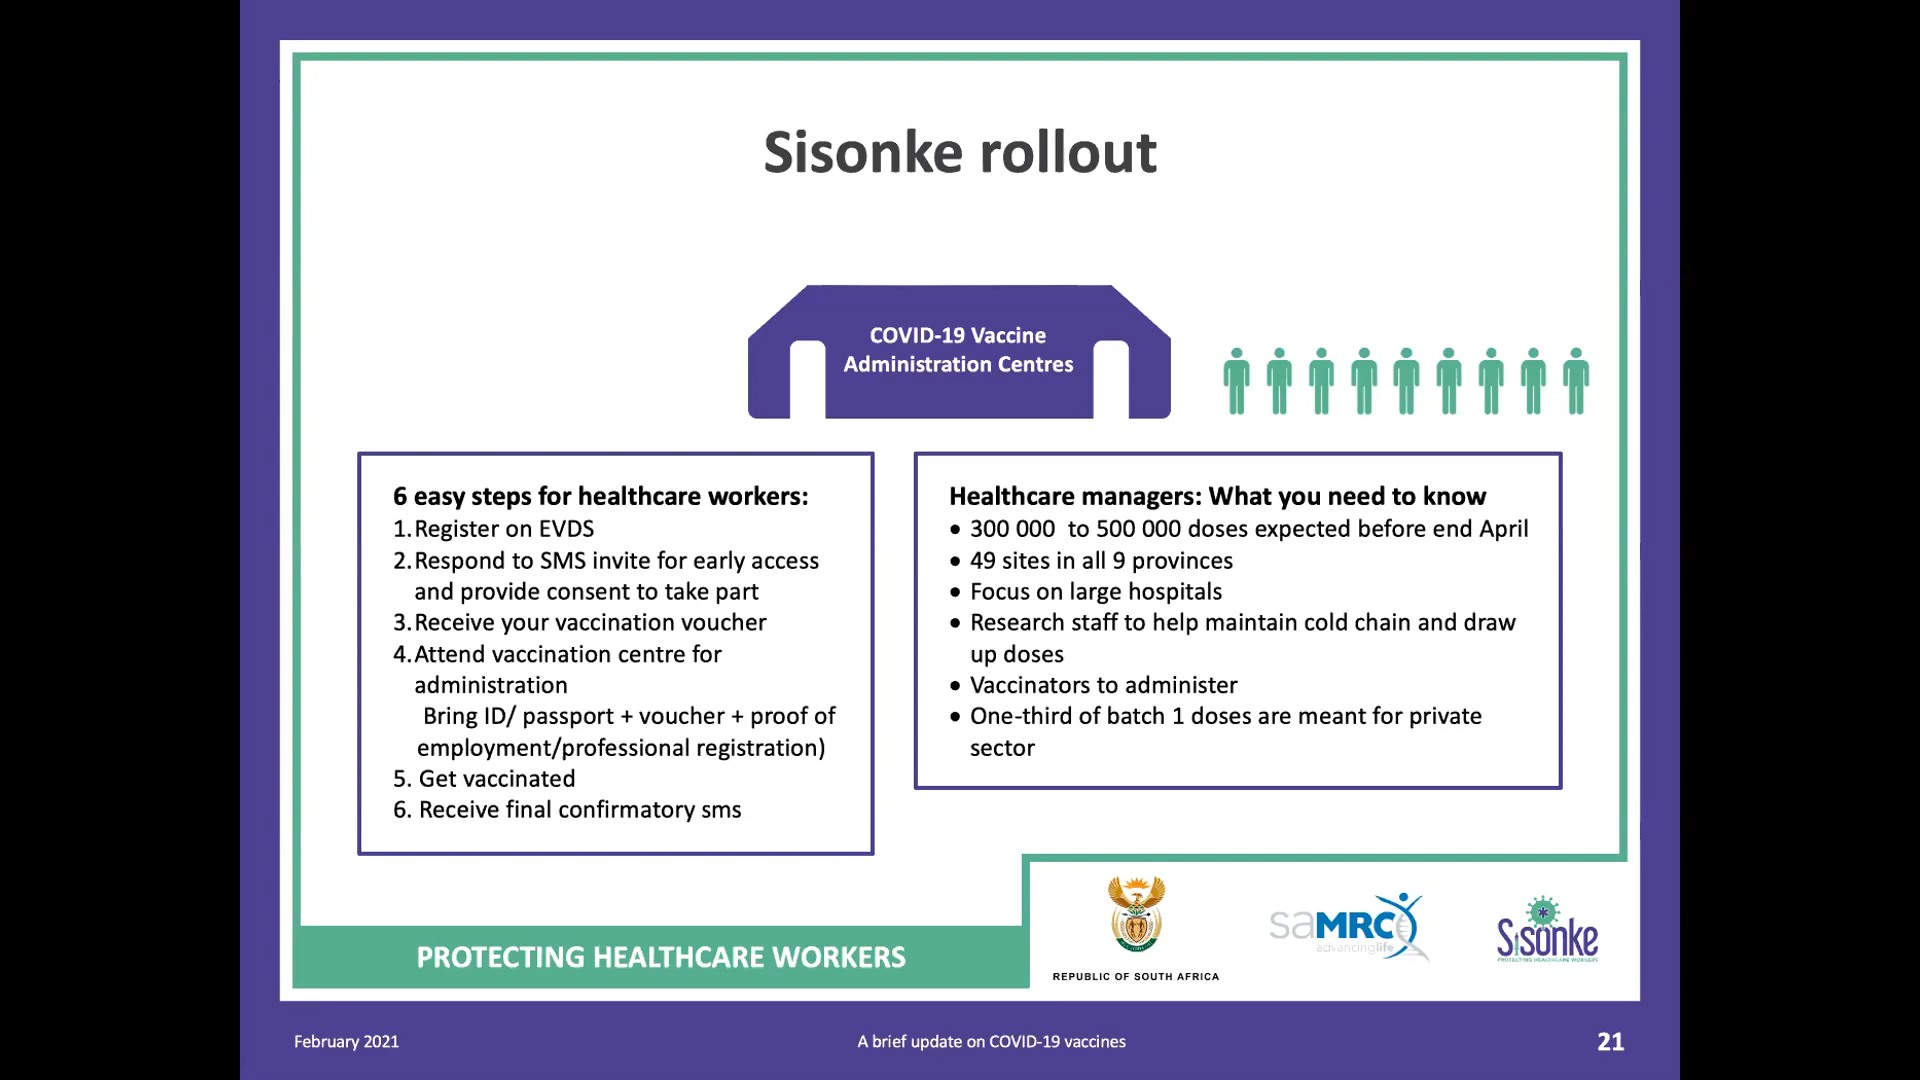 Sisonke rollout
COVID-19 Vaccine
Administration Centres
6 easy steps for healthcare workers:
1.Register on EVDS
2.Respond to SMS invite for early access
and provide consent to take part
3.Receive your vaccination voucher
4.Attend vaccination centre for
administration
Bring ID/ passport + voucher + proof of
employment/professional registration)
5. Get vaccinated
6. Receive final confirmatory sms
Healthcare managers: What you need to know
• 300 000  to 500 000 doses expected before end April
• 49 sites in all 9 provinces
• Focus on large hospitals
• Research staff to help maintain cold chain and draw
up doses
• Vaccinators to administer
• One-third of batch 1 doses are meant for private
sector
PROTECTING HEALTHCARE WORKERS
REPUBLIC OF SOUTH AFRICA
saMRC
advancinglife
Sisonke
PROTECTING HEALTHCARE WORKERS
February 2021
A brief update on COVID-19 vaccines
21